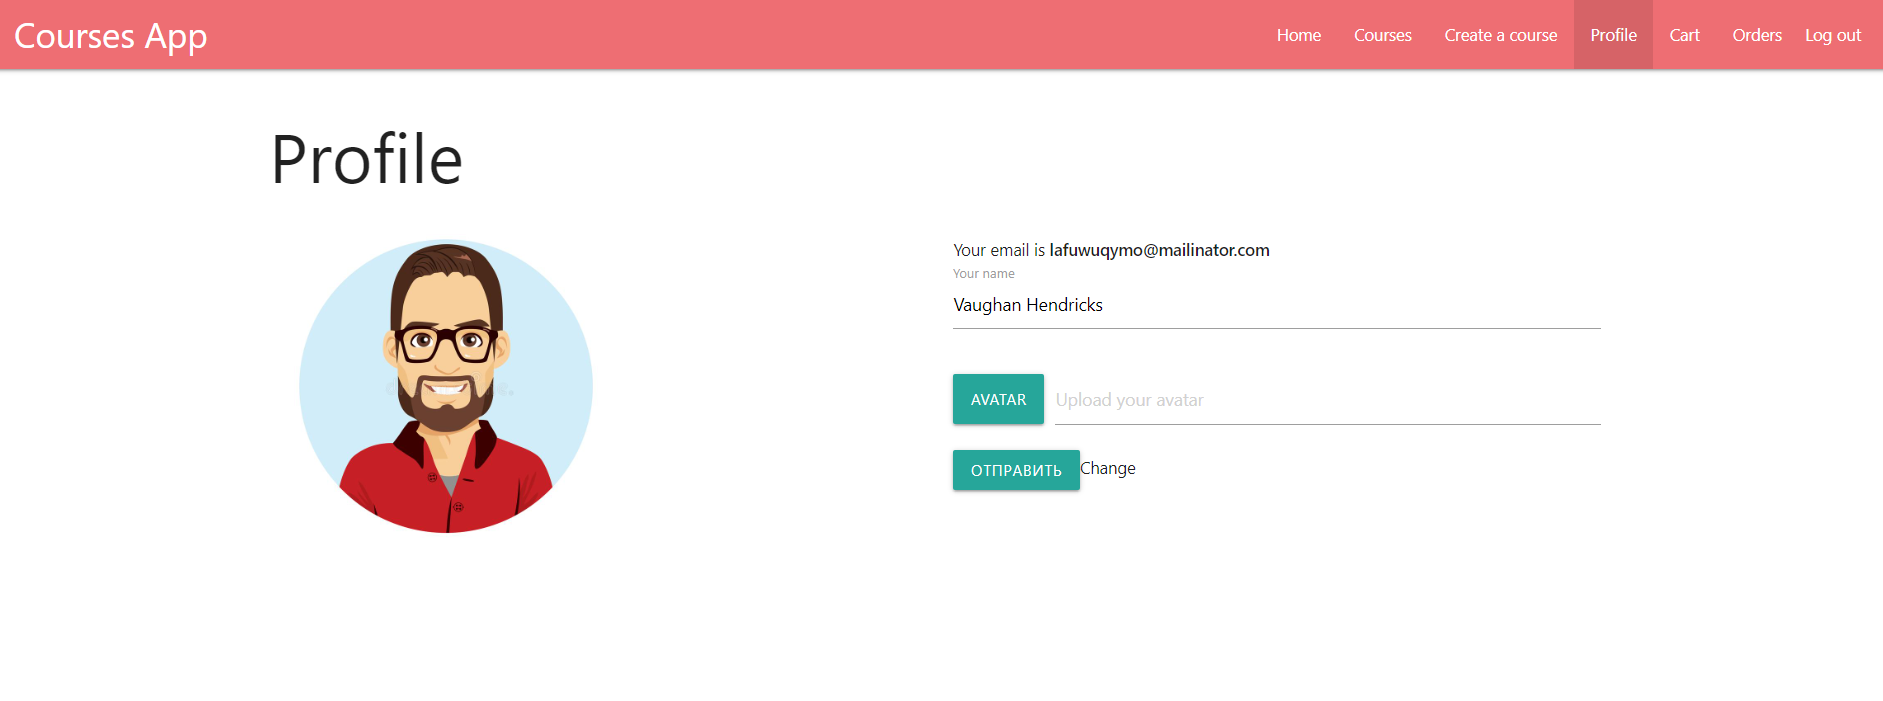 Courses App Home Courses Create a course Profile Cart Orders Log out
Profile
Your email is lafuwuqymo@mailinator.com
Your name
Vaughan Hendricks
AVATAR Upload your avatar
ОТПРАВИТЬ Change